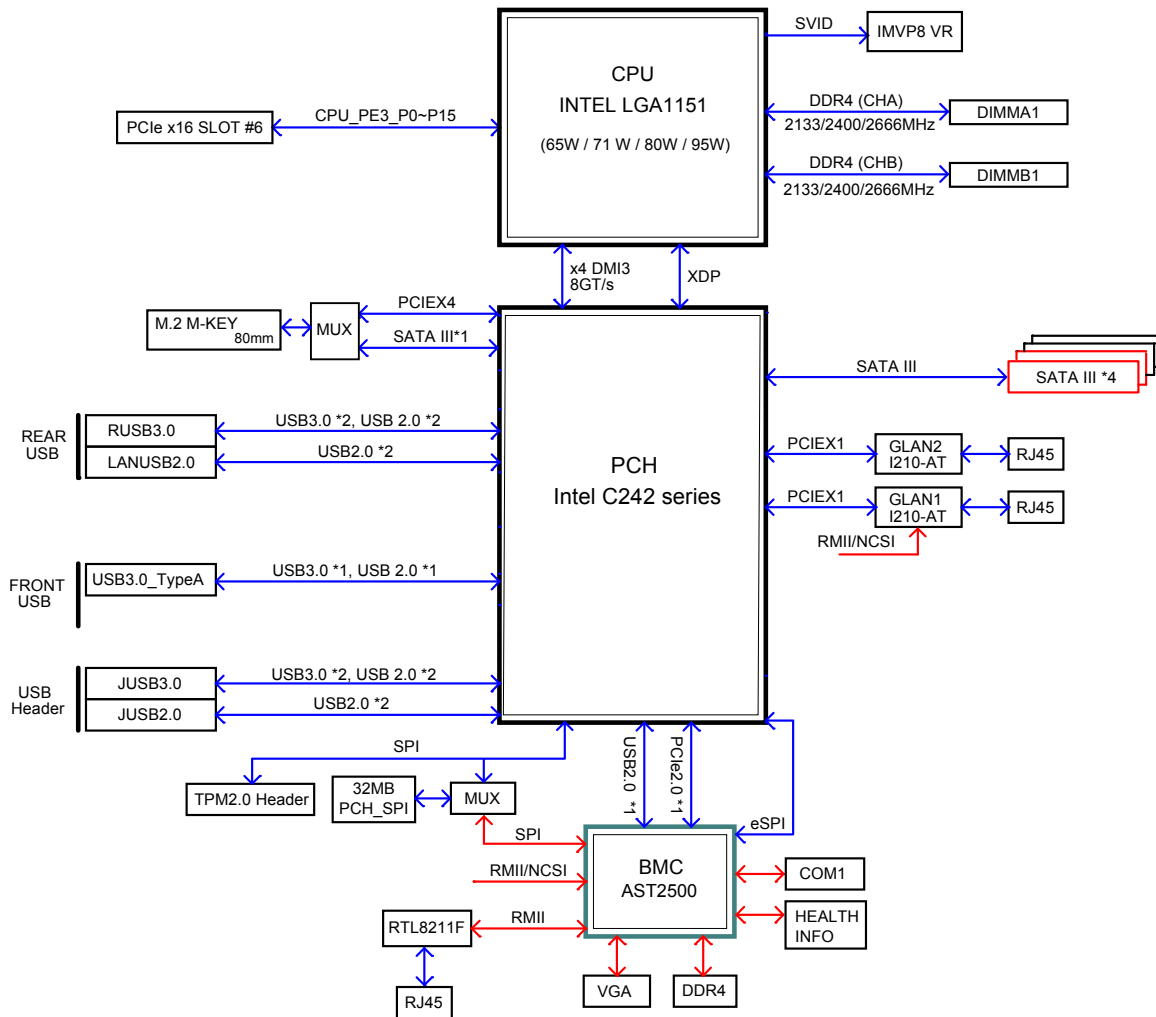 SVID
IMVP8 VR
CPU
INTEL LGA1151
(65W / 71 W / 80W / 95W)
PCIe x16 SLOT #6
CPU_PE3_P0~P15
DDR4 (CHA)
2133/2400/2666MHz
DIMMA1
DDR4 (CHB)
2133/2400/2666MHz
DIMMB1
x4 DMI3
8GT/s
XDP
M.2 M-KEY
80mm
MUX
PCIEX4
SATA III*1
PCH
Intel C242 series
SATA III
SATA III *4
REAR
USB
RUSB3.0
LANUSB2.0
USB3.0 *2, USB 2.0 *2
USB2.0 *2
PCIEX1
GLAN2
I210-AT
RJ45
PCIEX1
GLAN1
I210-AT
RJ45
RMII/NCSI
FRONT
USB
USB3.0_TypeA
USB3.0 *1, USB 2.0 *1
USB
Header
JUSB3.0
JUSB2.0
USB3.0 *2, USB 2.0 *2
USB2.0 *2
SPI
TPM2.0 Header
32MB
PCH_SPI
MUX
USB2.0 *1
PCIe2.0 *1
eSPI
SPI
RMII/NCSI
BMC
AST2500
COM1
HEALTH
INFO
RTL8211F
RMII
RJ45
VGA
DDR4